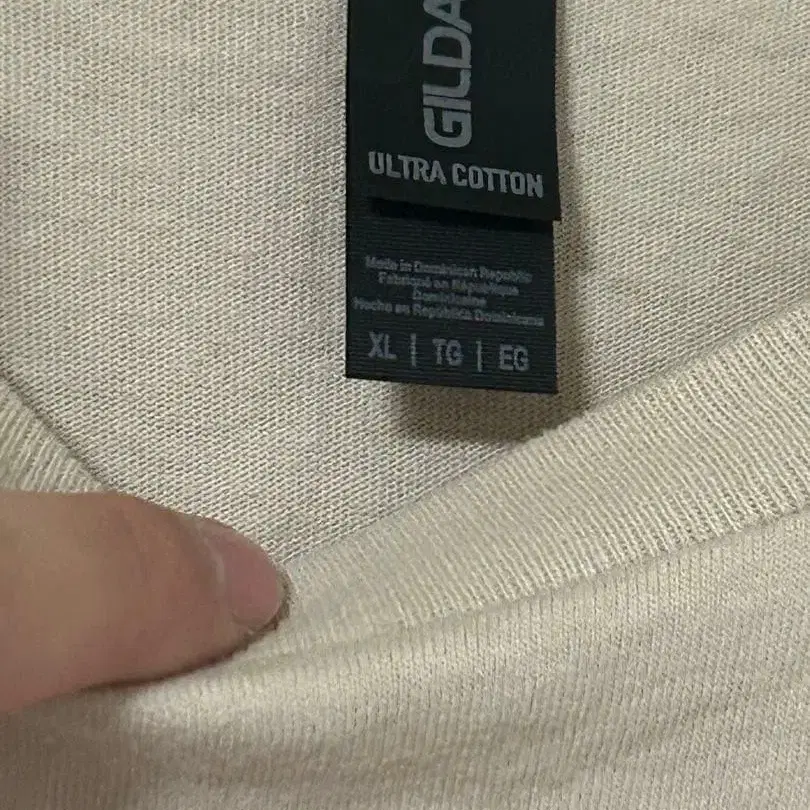 GILDA
ULTRA COTTON
Made in Dominican Republic
Fabriqué en République
Dominicaine
Hecho en República Dominicana
XL | TG | EG